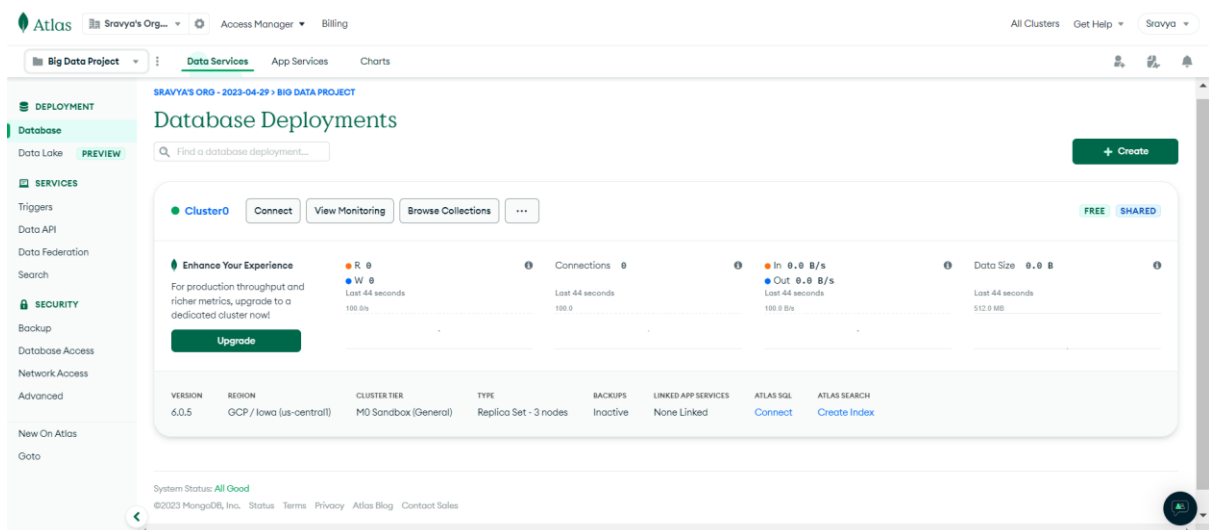 Atlas Sravya's Org... Access Manager Billing All Clusters Get Help Sravya
Big Data Project Data Services App Services Charts
DEPLOYMENT
Database
Data Lake PREVIEW
SERVICES
Triggers
Data API
Data Federation
Search
SECURITY
Backup
Database Access
Network Access
Advanced
New On Atlas
Goto
SRAVYA'S ORG - 2023-04-29 > BIG DATA PROJECT
Database Deployments
Find a database deployment...
+ Create
Cluster0 Connect View Monitoring Browse Collections ... FREE SHARED
Enhance Your Experience
For production throughput and
richer metrics, upgrade to a
dedicated cluster now!
Upgrade
R 0
W 0
Last 44 seconds
100.0/s
Connections 0
Last 44 seconds
100.0
In 0.0 B/s
Out 0.0 B/s
Last 44 seconds
100.0 B/s
Data Size 0.0 B
Last 44 seconds
512.0 MB
VERSION REGION CLUSTER TIER TYPE BACKUPS LINKED APP SERVICES ATLAS SQL ATLAS SEARCH
6.0.5 GCP / Iowa (us-central1) M0 Sandbox (General) Replica Set - 3 nodes Inactive None Linked Connect Create Index
System Status: All Good
©2023 MongoDB, Inc. Status Terms Privacy Atlas Blog Contact Sales